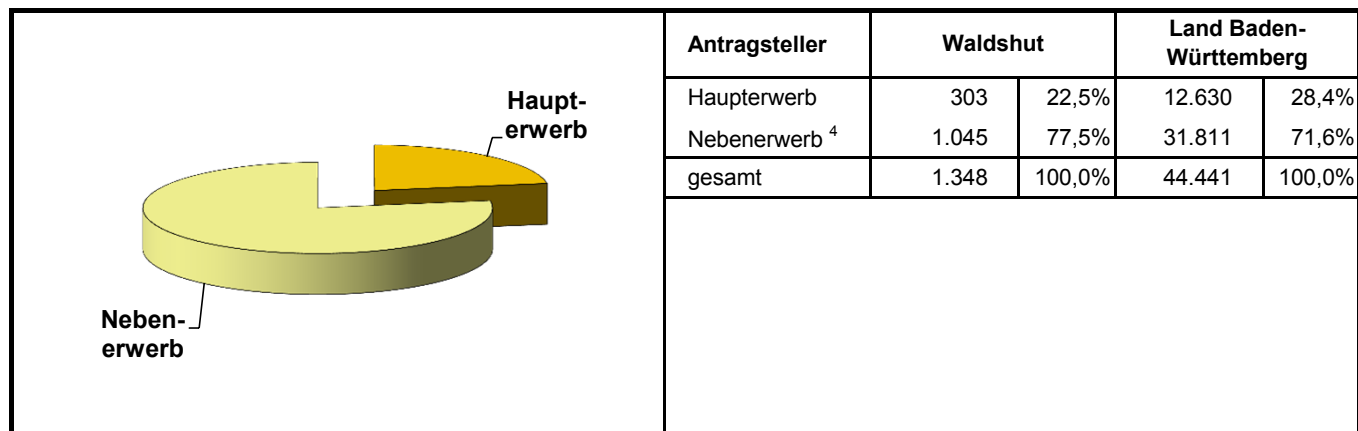 Haupt-
erwerb
Neben-
erwerb
Antragsteller Waldshut Land Baden-
Württemberg
Haupterwerb 303 22,5% 12.630 28,4%
Nebenerwerb 4 1.045 77,5% 31.811 71,6%
gesamt 1.348 100,0% 44.441 100,0%